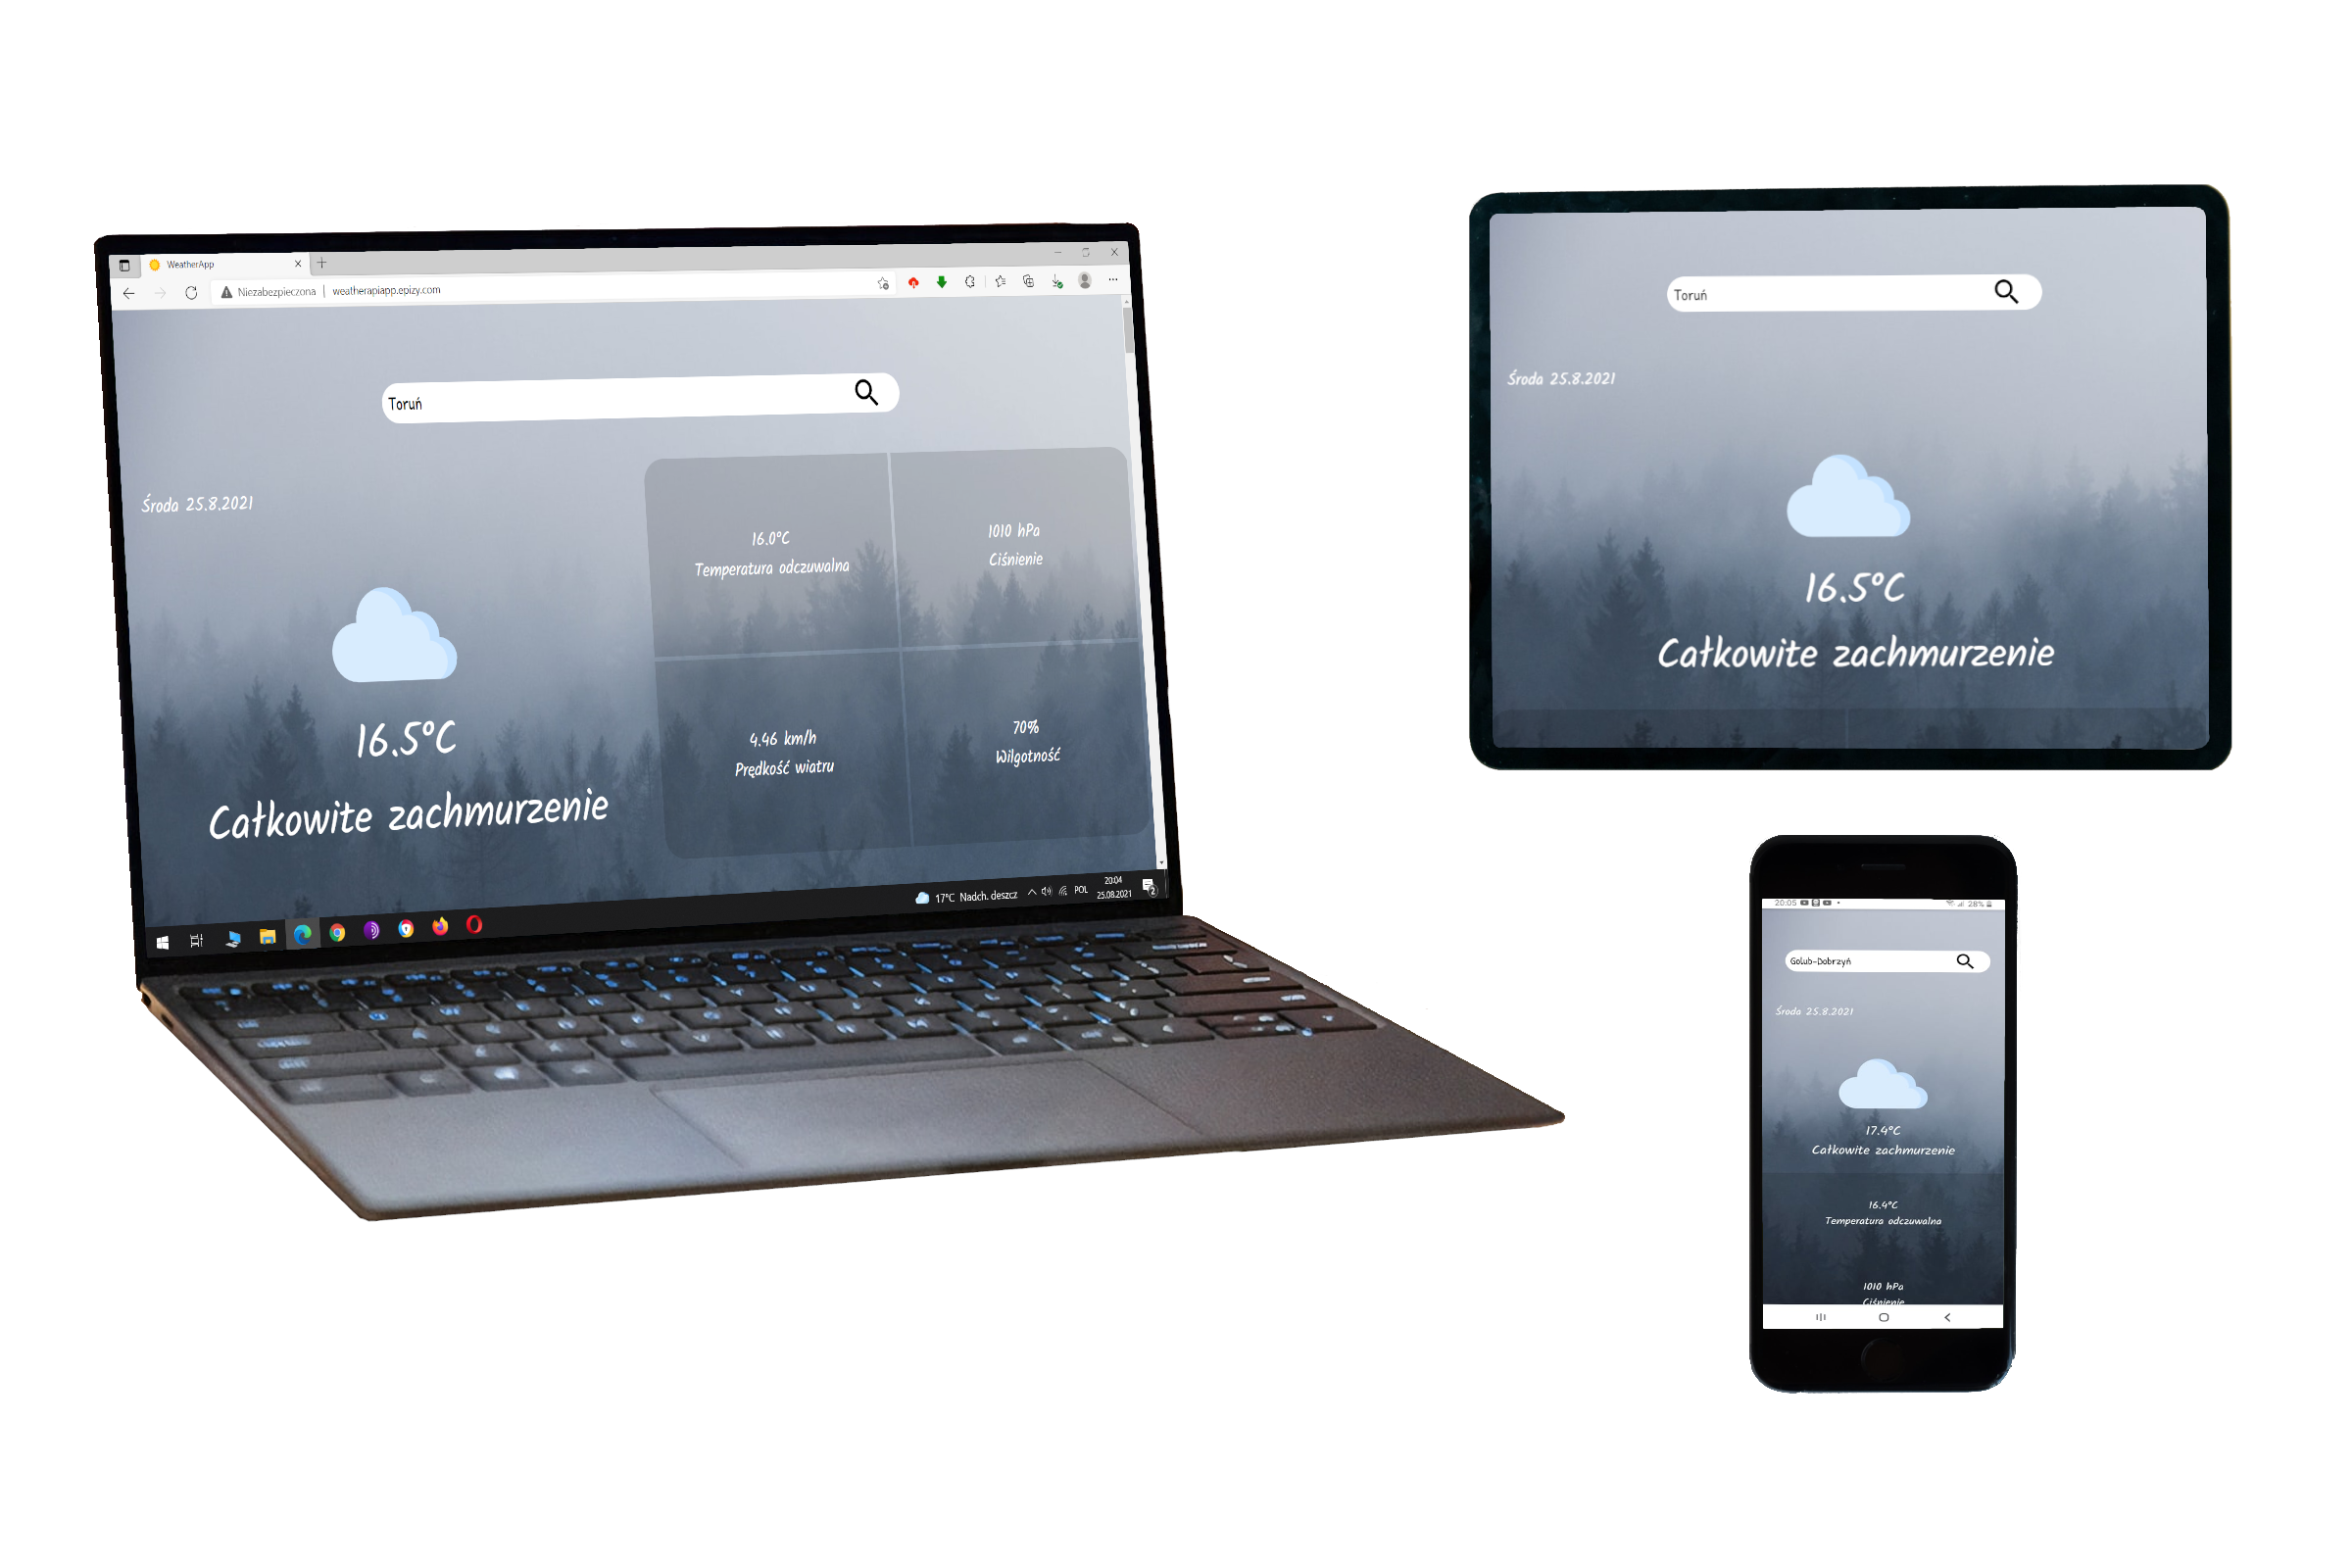 WeatherApp
Niezabezpieczona | weatherapiapp.epizy.com
Toruń
Środa 25.8.2021
16.5°C
Całkowite zachmurzenie
16.0°C
Temperatura odczuwalna
1010 hPa
Ciśnienie
4.46 km/h
Prędkość wiatru
70%
Wilgotność
17°C Nadch. deszcz
POL
20:04
25.08.2021
2
Toruń
Środa 25.8.2021
16.5°C
Całkowite zachmurzenie
20:05
28%
Golub-Dobrzyń
Środa 25.8.2021
17.4°C
Całkowite zachmurzenie
16.4°C
Temperatura odczuwalna
1010 hPa
Ciśnienie